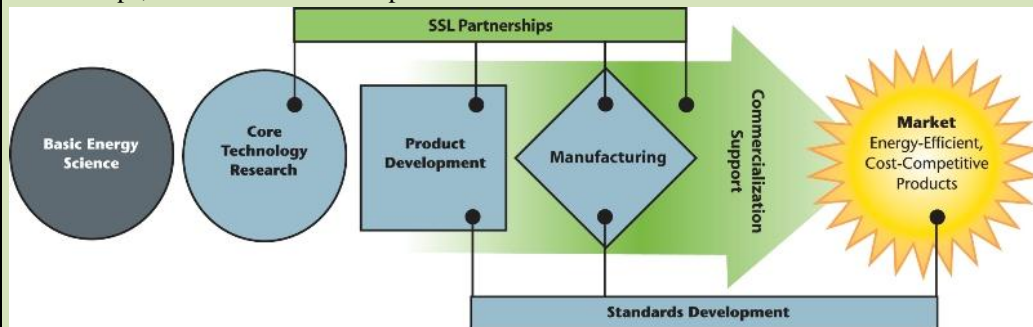 SSL Partnerships
Basic Energy
Science
Core
Technology
Research
Product
Development
Manufacturing
Commercialization
Support
Market
Energy-Efficient,
Cost-Competitive
Products
Standards Development